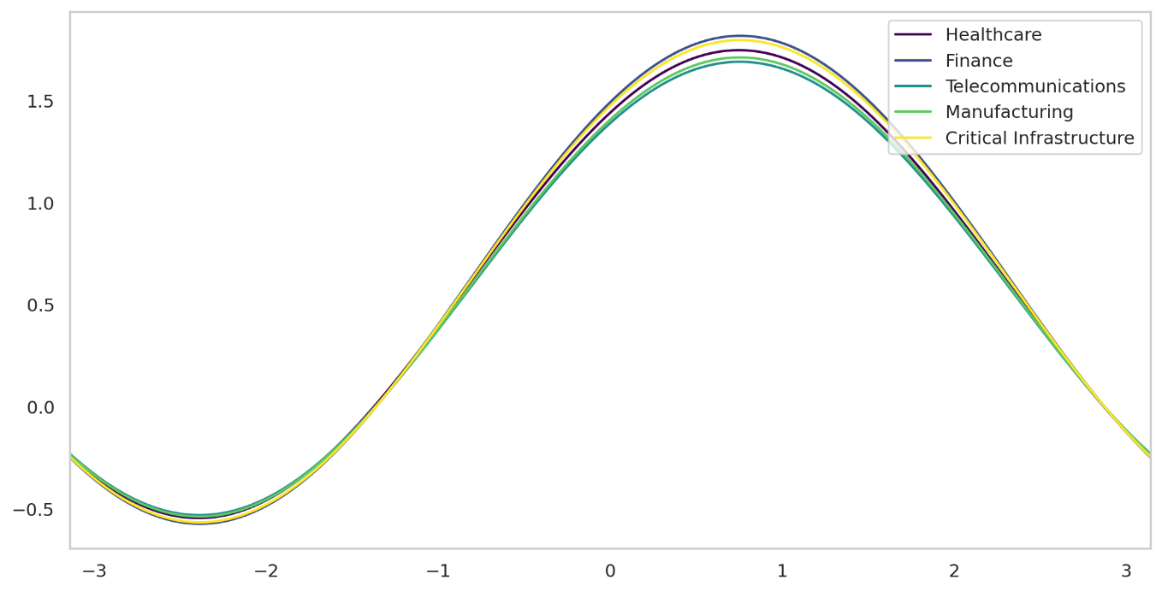 Healthcare
Finance
Telecommunications
Manufacturing
Critical Infrastructure
1.5
1.0
0.5
0.0
−0.5
−3 −2 −1 0 1 2 3